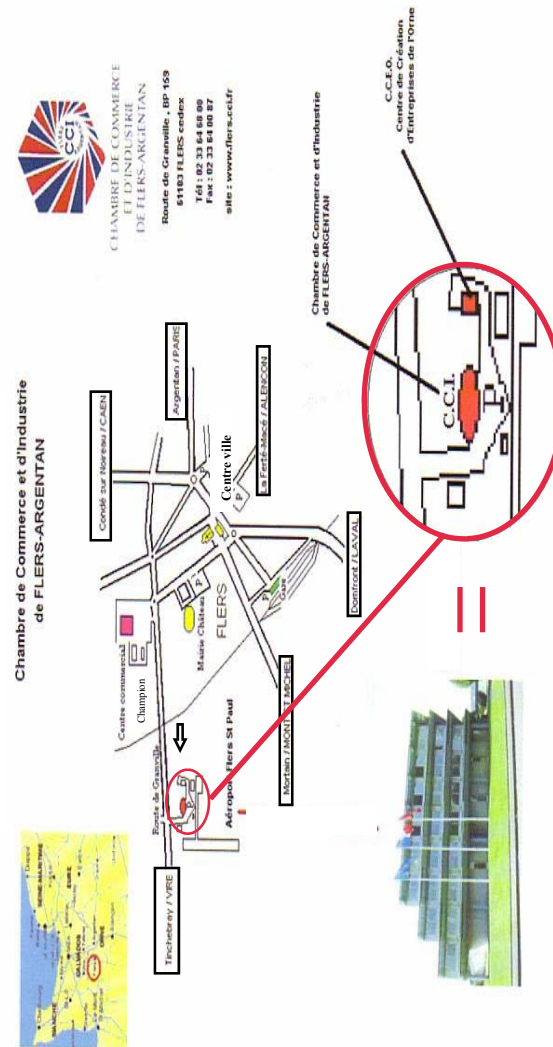 Chambre de Commerce et d'Industrie
de FLERS-ARGENTAN
CCI
CHAMBRE DE COMMERCE
ET D'INDUSTRIE
DE FLERS-ARGENTAN
Route de Granville , BP 159
61103 FLERS cedex
Tél : 02 33 64 68 00
Fax : 02 33 64 00 87
site : www.flers.cci.fr
Condé sur Noireau / CAEN
Argentan / PARIS
La Ferté-Macé / ALENCON
Domfront / LAVAL
Mortain / MONT ST MICHEL
Tinchebray / VIRE
Centre commercial
Champion
Route de Granville
Mairie Château
FLERS
Centre ville
Gare
P
P
P
P
P
Aéroport Flers St Paul
SEINE-MARITIME
EURE
CALVADOS
MANCHE
ORNE
Chambre de Commerce et d'Industrie
de FLERS-ARGENTAN
C.C.E.O.
Centre de Création
d'Entreprises de l'Orne
C.C.I.
P